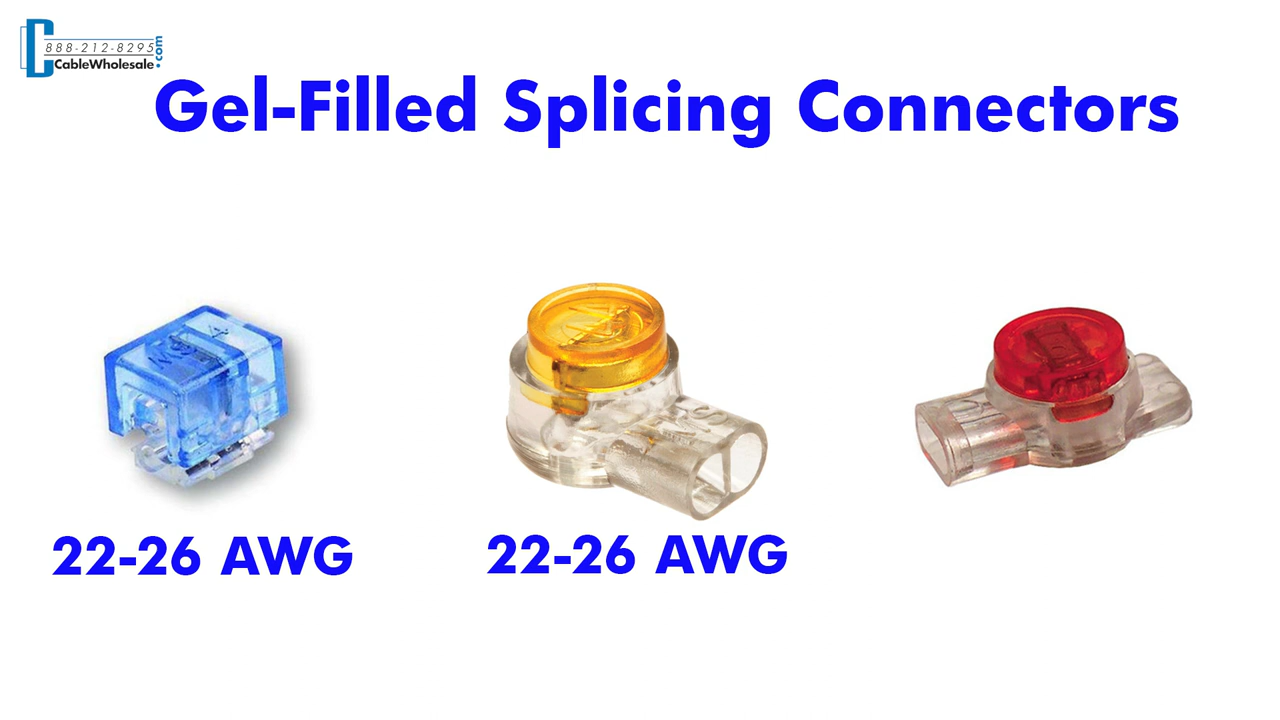 888-212-8295
CableWholesale.com
Gel-Filled Splicing Connectors
22-26 AWG
22-26 AWG